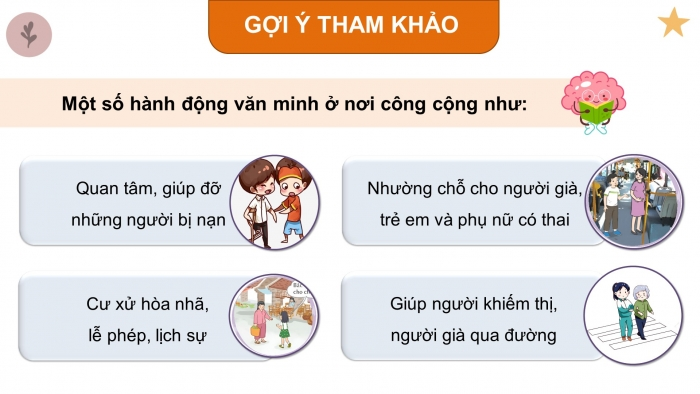 GỢI Ý THAM KHẢO
Một số hành động văn minh ở nơi công cộng như:
Quan tâm, giúp đỡ
những người bị nạn
Nhường chỗ cho người già,
trẻ em và phụ nữ có thai
Cư xử hòa nhã,
lễ phép, lịch sự
Giúp người khiếm thị,
người già qua đường